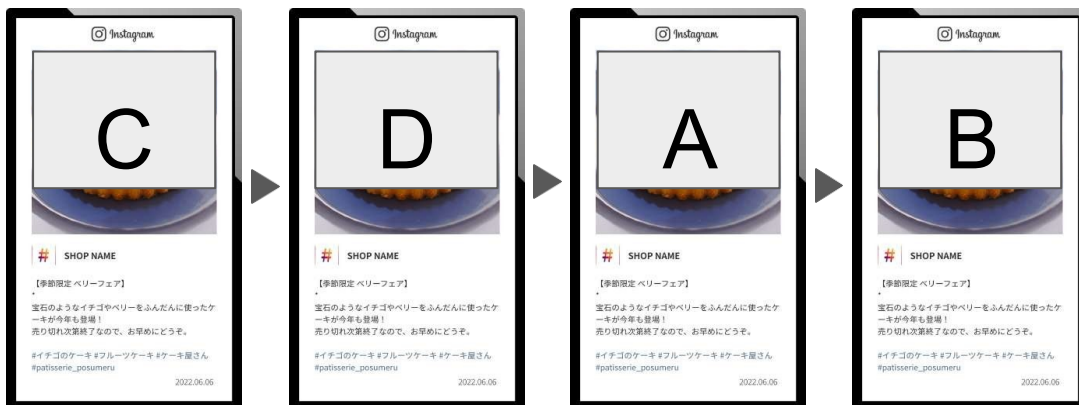 Instagram
C
#
SHOP NAME
【季節限定 ベリーフェア】
•
宝石のようなイチゴやベリーをふんだんに使ったケ
ーキが今年も登場！
売り切れ次第終了なので、お早めにどうぞ。
#イチゴのケーキ #フルーツケーキ #ケーキ屋さん
#patisserie_posumeru
2022.06.06
Instagram
D
#
SHOP NAME
【季節限定 ベリーフェア】
•
宝石のようなイチゴやベリーをふんだんに使ったケ
ーキが今年も登場！
売り切れ次第終了なので、お早めにどうぞ。
#イチゴのケーキ #フルーツケーキ #ケーキ屋さん
#patisserie_posumeru
2022.06.06
Instagram
A
#
SHOP NAME
【季節限定 ベリーフェア】
•
宝石のようなイチゴやベリーをふんだんに使ったケ
ーキが今年も登場！
売り切れ次第終了なので、お早めにどうぞ。
#イチゴのケーキ #フルーツケーキ #ケーキ屋さん
#patisserie_posumeru
2022.06.06
Instagram
B
#
SHOP NAME
【季節限定 ベリーフェア】
•
宝石のようなイチゴやベリーをふんだんに使ったケ
ーキが今年も登場！
売り切れ次第終了なので、お早めにどうぞ。
#イチゴのケーキ #フルーツケーキ #ケーキ屋さん
#patisserie_posumeru
2022.06.06